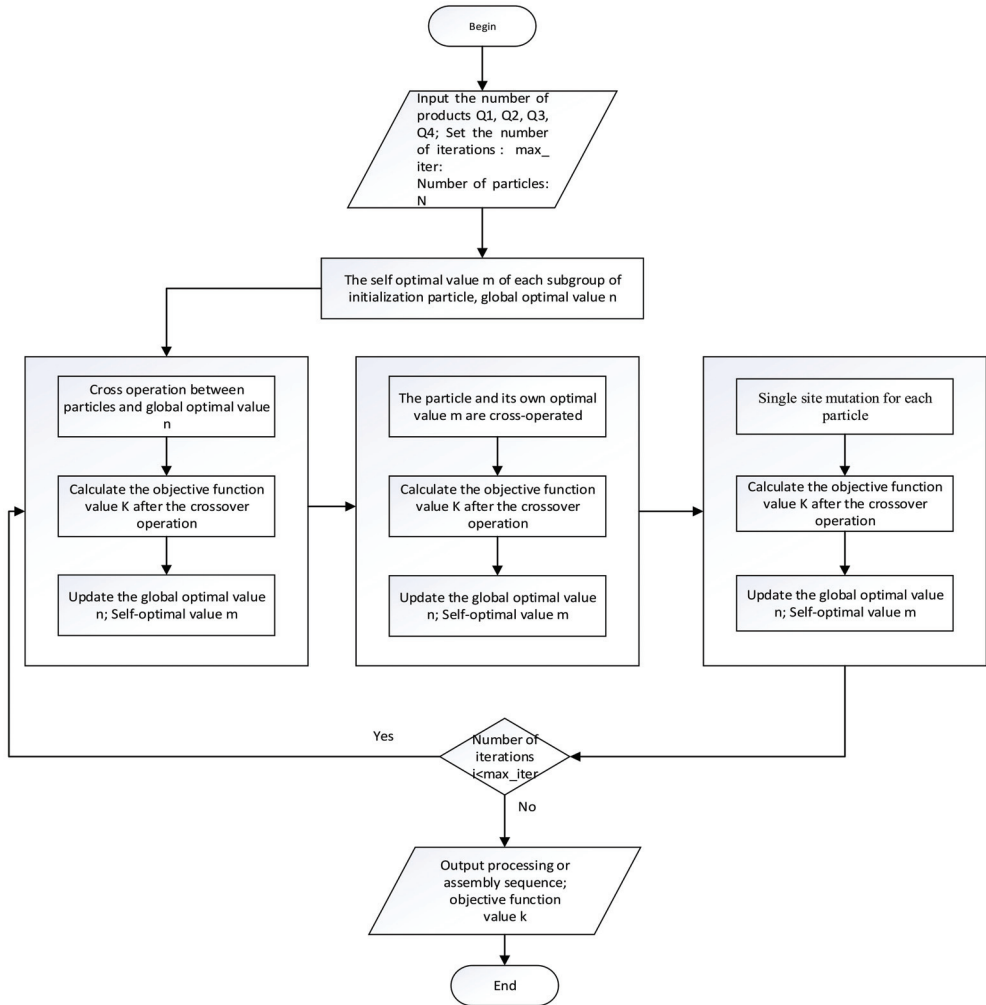 Begin
Input the number of
products Q1, Q2, Q3,
Q4; Set the number
of iterations : max_
iter:
Number of particles:
N
The self optimal value m of each subgroup of
initialization particle, global optimal value n
Cross operation between
particles and global optimal value
n
Calculate the objective function
value K after the crossover
operation
Update the global optimal value
n; Self-optimal value m
The particle and its own optimal
value m are cross-operated
Calculate the objective function
value K after the crossover
operation
Update the global optimal value
n; Self-optimal value m
Single site mutation for each
particle
Calculate the objective function
value K after the crossover
operation
Update the global optimal value
n; Self-optimal value m
Yes
Number of
iterations
i<max_iter
No
Output processing or
assembly sequence;
objective function
value k
End